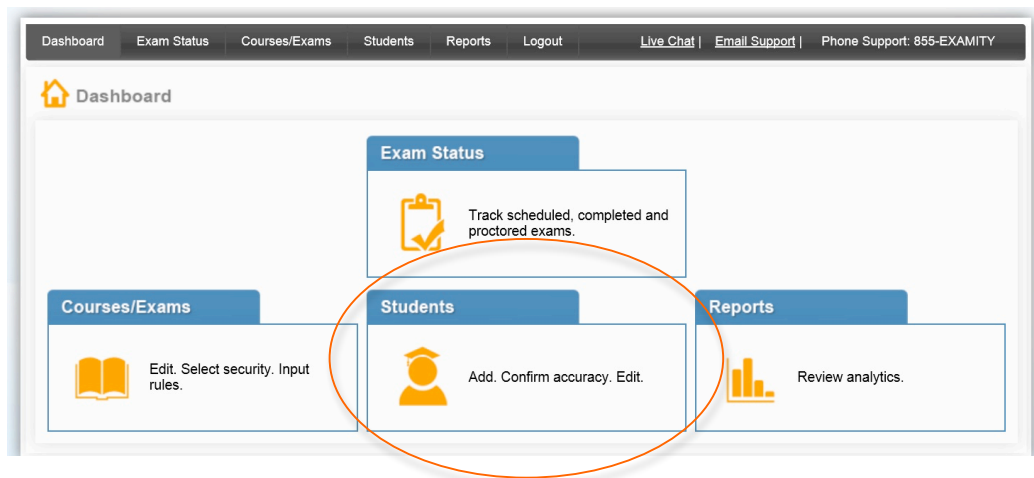 Dashboard Exam Status Courses/Exams Students Reports Logout Live Chat | Email Support | Phone Support: 855-EXAMITY
Dashboard
Exam Status
Track scheduled, completed and
proctored exams.
Courses/Exams
Edit. Select security. Input
rules.
Students
Add. Confirm accuracy. Edit.
Reports
Review analytics.